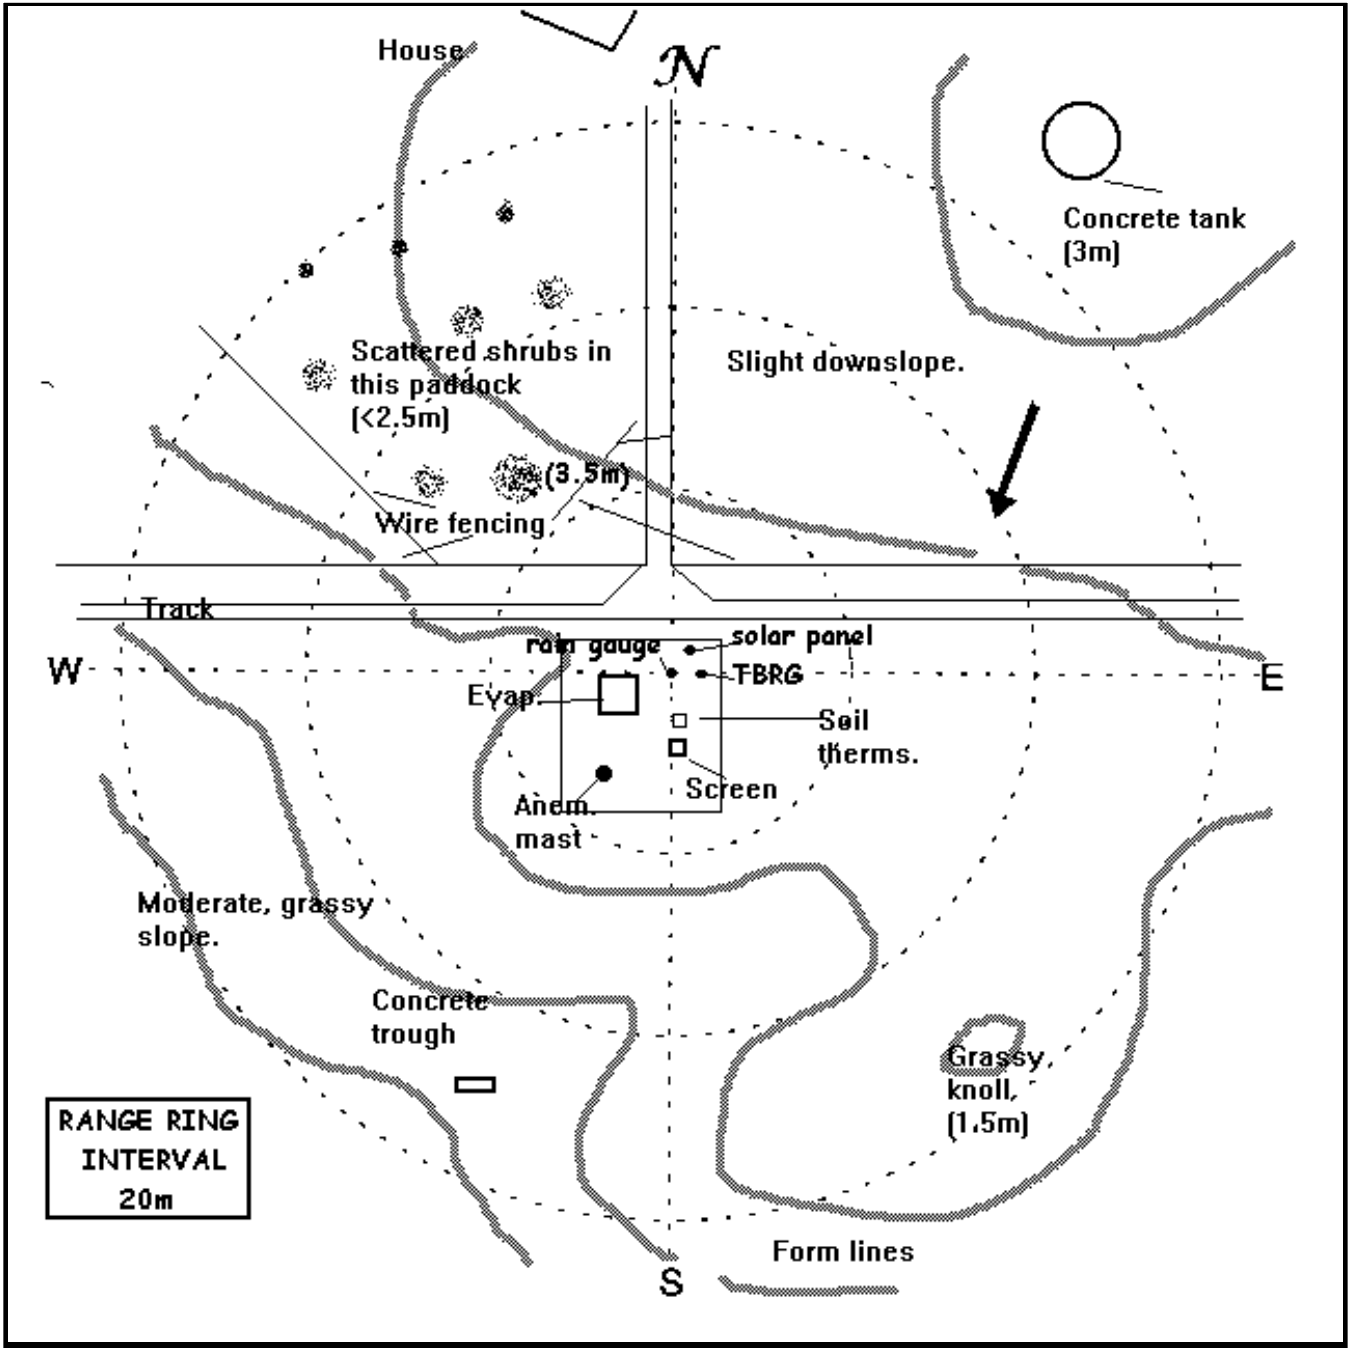 House
N
Concrete tank
(3m)
Scattered shrubs in
this paddock
(<2.5m)
Slight downslope.
(3.5m)
Wire fencing
Track
rain gauge
solar panel
W
TBRG
E
Evap.
Soil
therms.
Screen
Anem.
mast
Moderate, grassy
slope.
Concrete
trough
Grassy
knoll,
(1.5m)
RANGE RING
INTERVAL
20m
Form lines
S